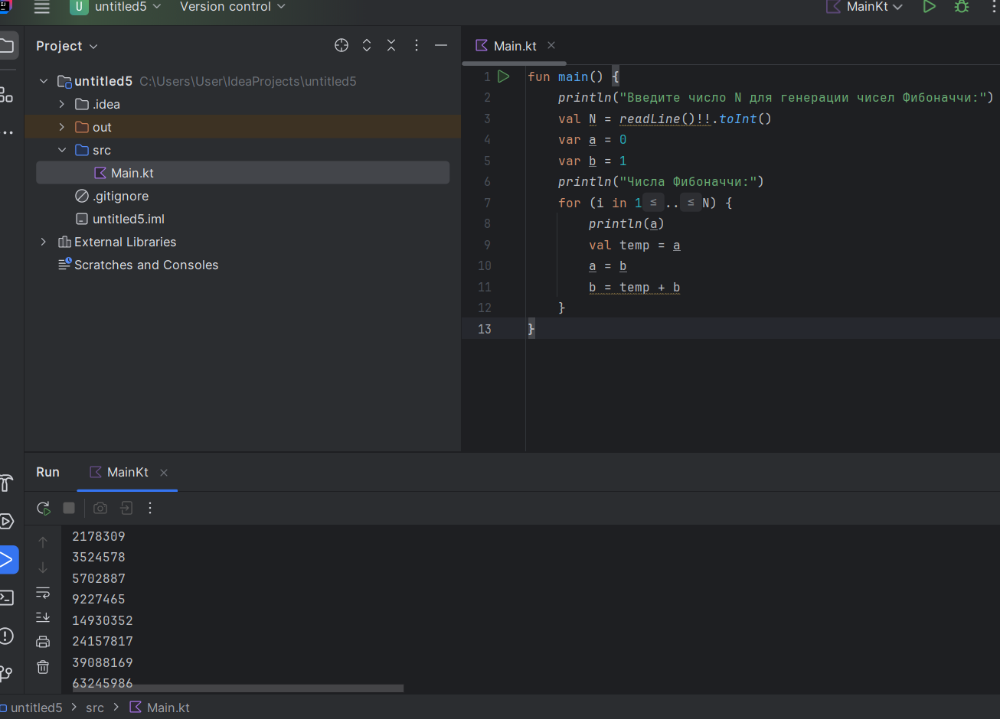 U untitled5 Version control MainKt
Project
Main.kt
untitled5 C:\Users\User\IdeaProjects\untitled5
.idea
out
src
Main.kt
.gitignore
untitled5.iml
External Libraries
Scratches and Consoles
1 fun main() {
2 println("Введите число N для генерации чисел Фибоначчи:")
3 val N = readLine()!!.toInt()
4 var a = 0
5 var b = 1
6 println("Числа Фибоначчи:")
7 for (i in 1 ≤ .. ≤ N) {
8 println(a)
9 val temp = a
10 a = b
11 b = temp + b
12 }
13 }
Run MainKt
2178309
3524578
5702887
9227465
14930352
24157817
39088169
63245986
untitled5 > src > Main.kt